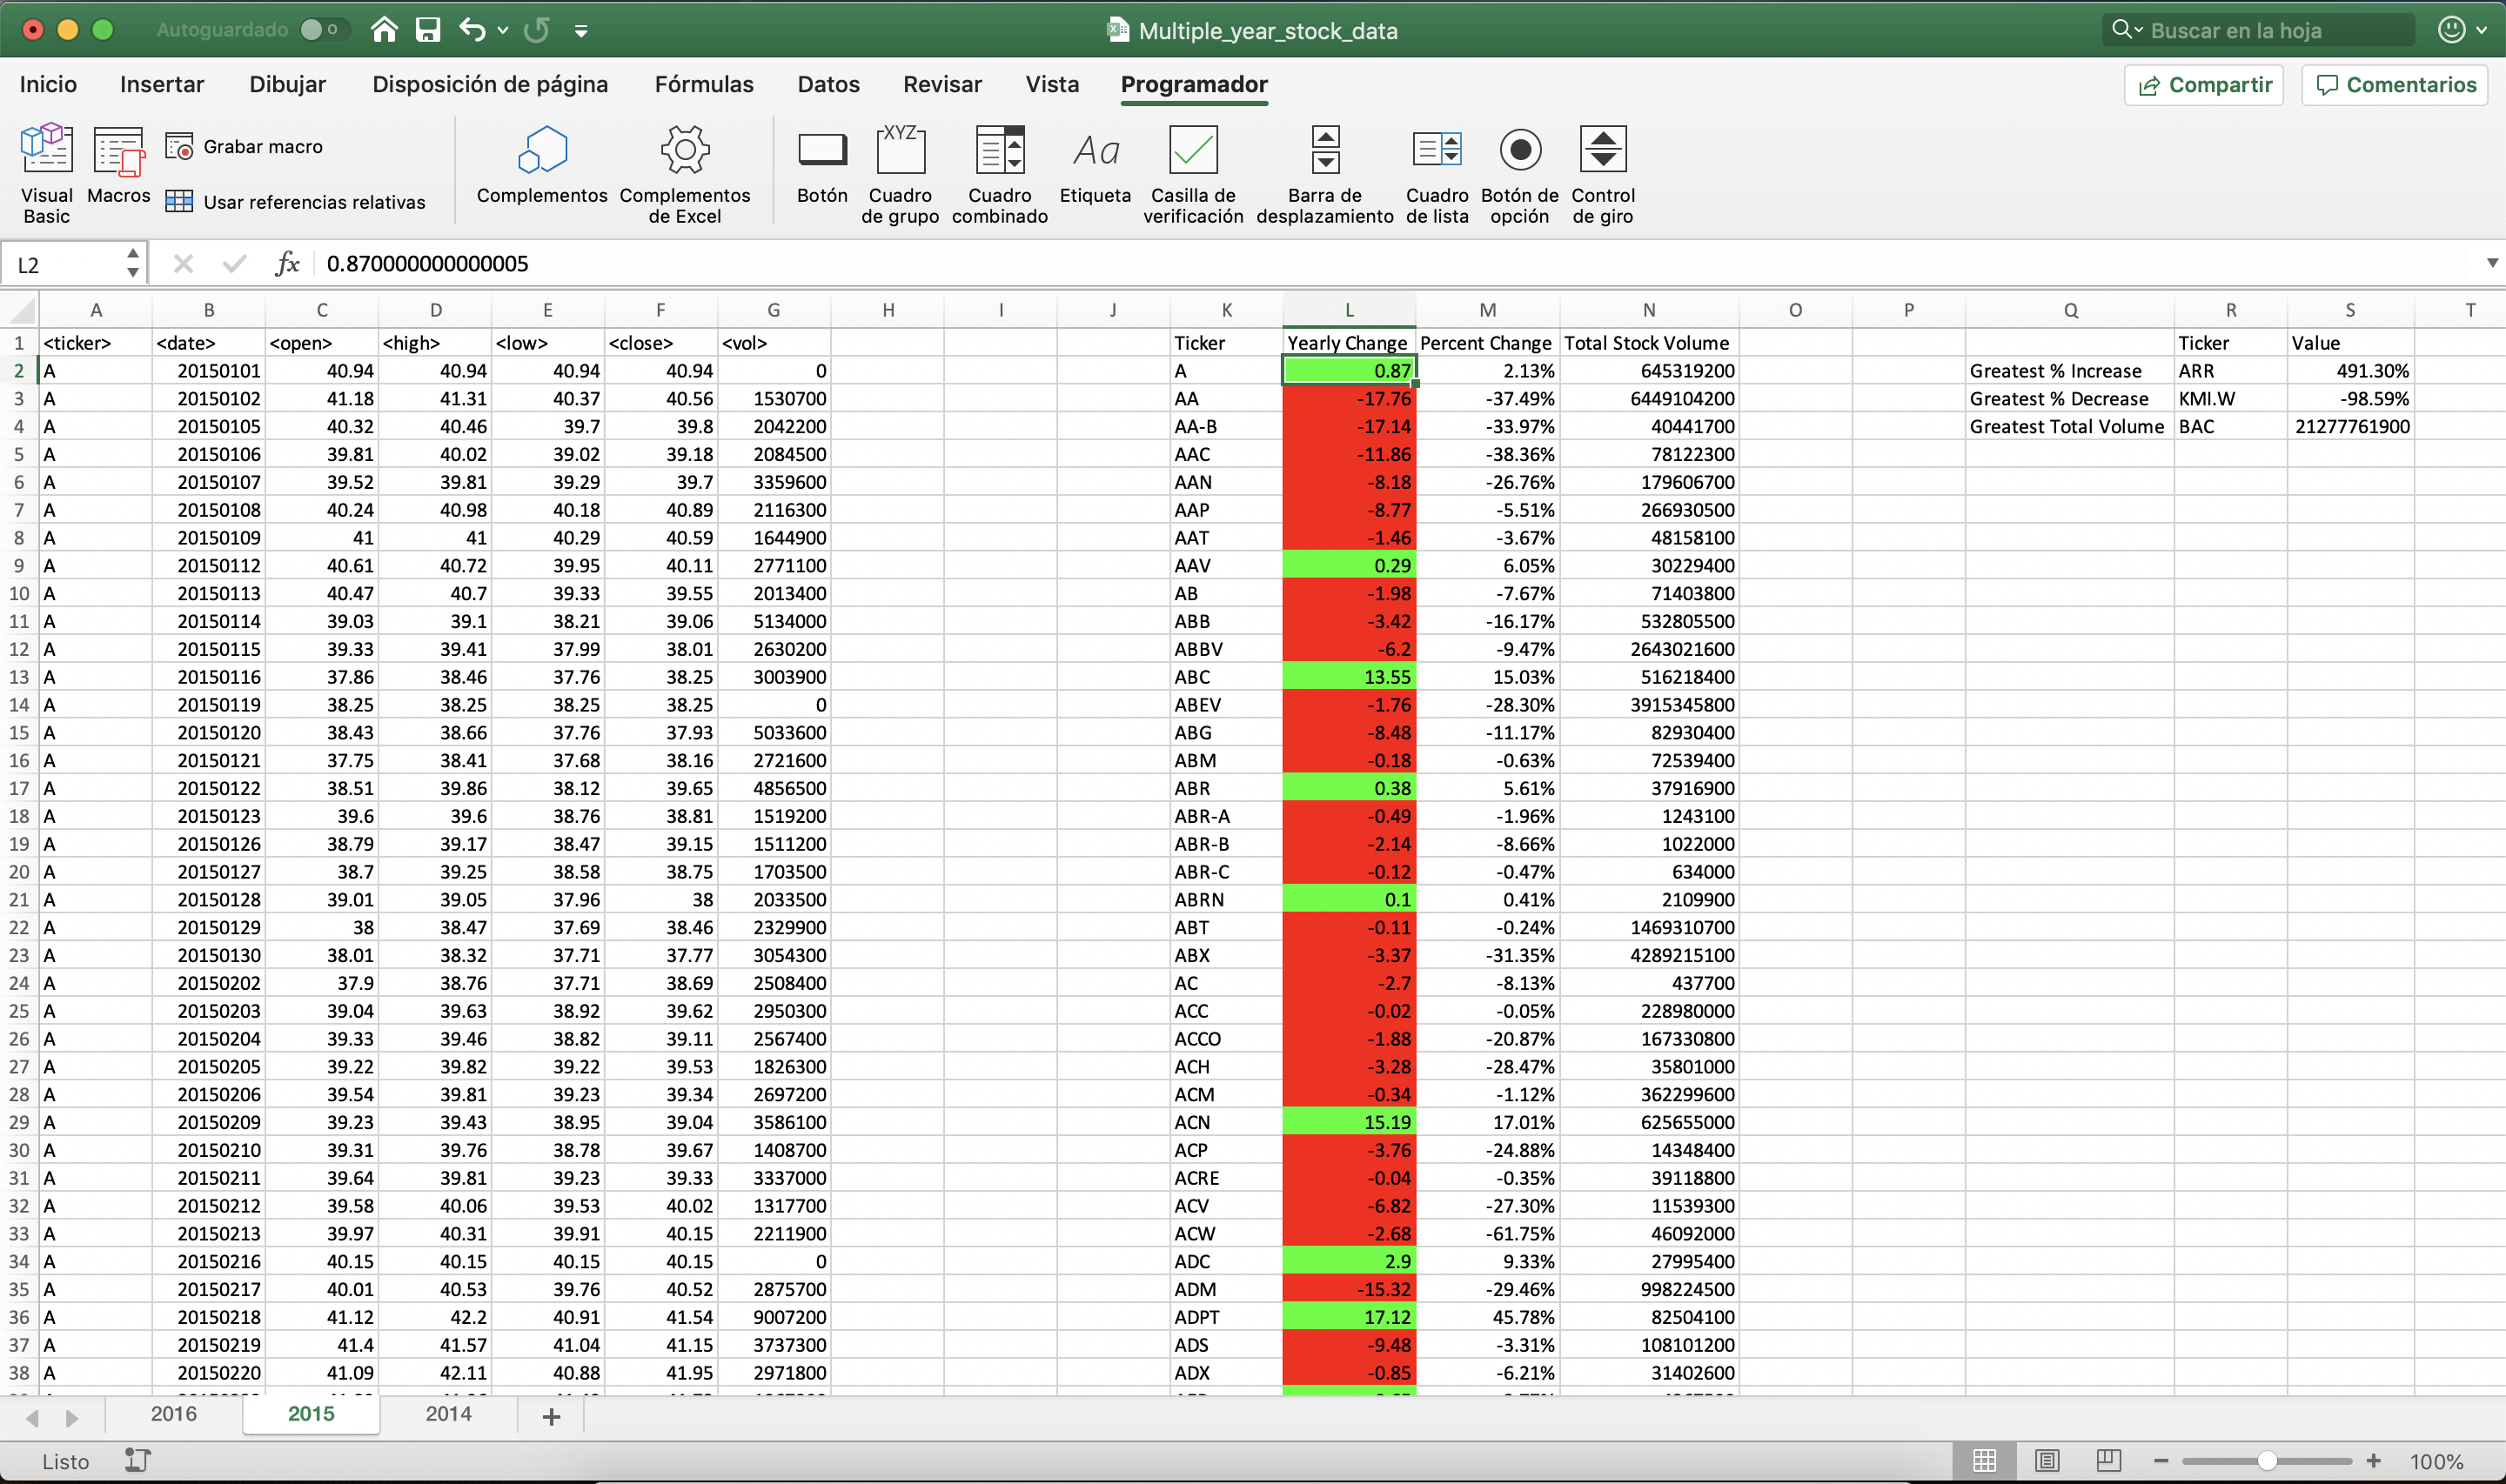 Autoguardado
Multiple_year_stock_data
Buscar en la hoja
Inicio Insertar Dibujar Disposición de página Fórmulas Datos Revisar Vista Programador Compartir Comentarios
Visual Basic
Macros
Grabar macro
Usar referencias relativas
Complementos
Complementos de Excel
Botón
Cuadro de grupo
Cuadro combinado
Etiqueta
Casilla de verificación
Barra de desplazamiento
Cuadro de lista
Botón de opción
Control de giro
L2 fx 0.870000000000005
A B C D E F G H I J K L M N O P Q R S T
1 <ticker> <date> <open> <high> <low> <close> <vol> Ticker Yearly Change Percent Change Total Stock Volume Ticker Value
2 A 20150101 40.94 40.94 40.94 40.94 0 A 0.87 2.13% 645319200 Greatest % Increase ARR 491.30%
3 A 20150102 41.18 41.31 40.37 40.56 1530700 AA -17.76 -37.49% 6449104200 Greatest % Decrease KMI.W -98.59%
4 A 20150105 40.32 40.46 39.7 39.8 2042200 AA-B -17.14 -33.97% 40441700 Greatest Total Volume BAC 21277761900
5 A 20150106 39.81 40.02 39.02 39.18 2084500 AAC -11.86 -38.36% 78122300
6 A 20150107 39.52 39.81 39.29 39.7 3359600 AAN -8.18 -26.76% 179606700
7 A 20150108 40.24 40.98 40.18 40.89 2116300 AAP -8.77 -5.51% 266930500
8 A 20150109 41 41 40.29 40.59 1644900 AAT -1.46 -3.67% 48158100
9 A 20150112 40.61 40.72 39.95 40.11 2771100 AAV 0.29 6.05% 30229400
10 A 20150113 40.47 40.7 39.33 39.55 2013400 AB -1.98 -7.67% 71403800
11 A 20150114 39.03 39.1 38.21 39.06 5134000 ABB -3.42 -16.17% 532805500
12 A 20150115 39.33 39.41 37.99 38.01 2630200 ABBV -6.2 -9.47% 2643021600
13 A 20150116 37.86 38.46 37.76 38.25 3003900 ABC 13.55 15.03% 516218400
14 A 20150119 38.25 38.25 38.25 38.25 0 ABEV -1.76 -28.30% 3915345800
15 A 20150120 38.43 38.66 37.76 37.93 5033600 ABG -8.48 -11.17% 82930400
16 A 20150121 37.75 38.41 37.68 38.16 2721600 ABM -0.18 -0.63% 72539400
17 A 20150122 38.51 39.86 38.12 39.65 4856500 ABR 0.38 5.61% 37916900
18 A 20150123 39.6 39.6 38.76 38.81 1519200 ABR-A -0.49 -1.96% 1243100
19 A 20150126 38.79 39.17 38.47 39.15 1511200 ABR-B -2.14 -8.66% 1022000
20 A 20150127 38.7 39.25 38.58 38.75 1703500 ABR-C -0.12 -0.47% 634000
21 A 20150128 39.01 39.05 37.96 38 2033500 ABRN 0.1 0.41% 2109900
22 A 20150129 38 38.47 37.69 38.46 2329900 ABT -0.11 -0.24% 1469310700
23 A 20150130 38.01 38.32 37.71 37.77 3054300 ABX -3.37 -31.35% 4289215100
24 A 20150202 37.9 38.76 37.71 38.69 2508400 AC -2.7 -8.13% 437700
25 A 20150203 39.04 39.63 38.92 39.62 2950300 ACC -0.02 -0.05% 228980000
26 A 20150204 39.33 39.46 38.82 39.11 2567400 ACCO -1.88 -20.87% 167330800
27 A 20150205 39.22 39.82 39.22 39.53 1826300 ACH -3.28 -28.47% 35801000
28 A 20150206 39.54 39.81 39.23 39.34 2697200 ACM -0.34 -1.12% 362299600
29 A 20150209 39.23 39.43 38.95 39.04 3586100 ACN 15.19 17.01% 625655000
30 A 20150210 39.31 39.76 38.78 39.67 1408700 ACP -3.76 -24.88% 14348400
31 A 20150211 39.64 39.81 39.23 39.33 3337000 ACRE -0.04 -0.35% 39118800
32 A 20150212 39.58 40.06 39.53 40.02 1317700 ACV -6.82 -27.30% 11539300
33 A 20150213 39.97 40.31 39.91 40.15 2211900 ACW -2.68 -61.75% 46092000
34 A 20150216 40.15 40.15 40.15 40.15 0 ADC 2.9 9.33% 27995400
35 A 20150217 40.01 40.53 39.76 40.52 2875700 ADM -15.32 -29.46% 998224500
36 A 20150218 41.12 42.2 40.91 41.54 9007200 ADPT 17.12 45.78% 82504100
37 A 20150219 41.4 41.57 41.04 41.15 3737300 ADS -9.48 -3.31% 108101200
38 A 20150220 41.09 42.11 40.88 41.95 2971800 ADX -0.85 -6.21% 31402600
2016 2015 2014 +
Listo 100%